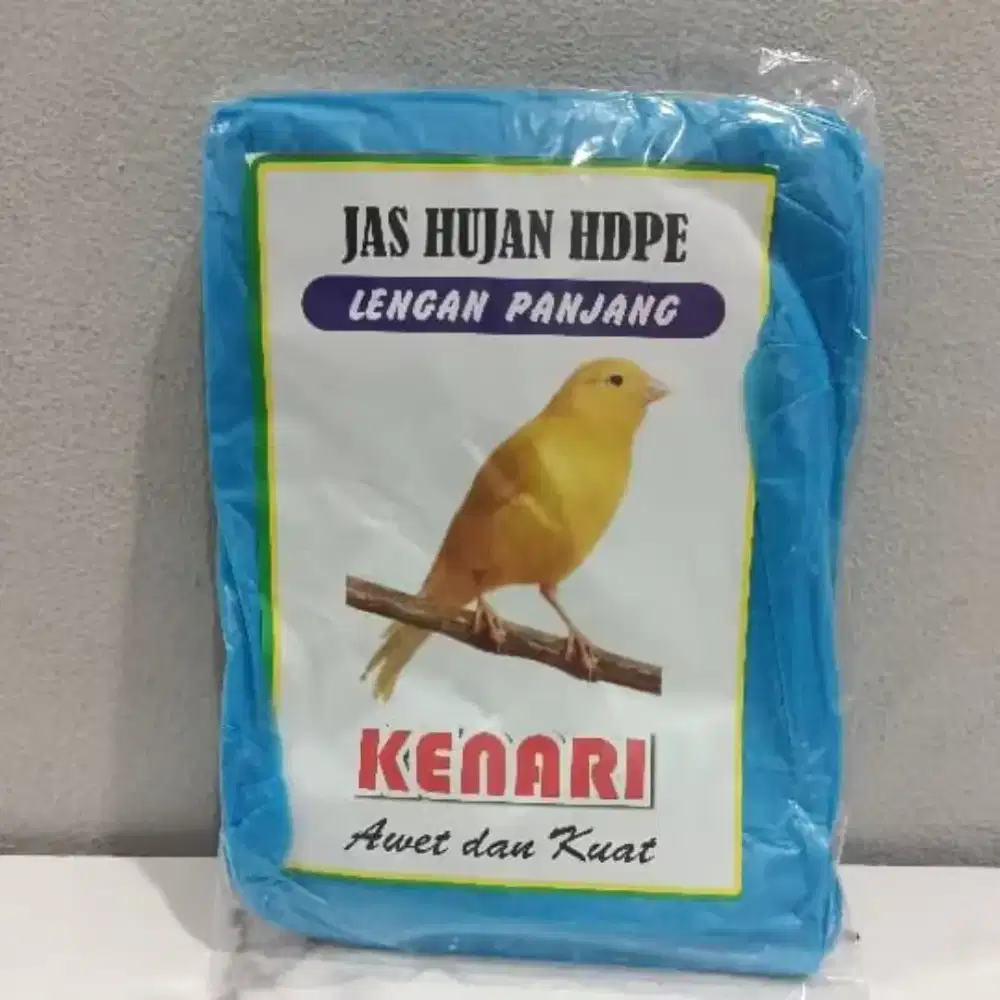 JAS HUJAN HDPE
LENGAN PANJANG
KENARI
Awet dan Kuat